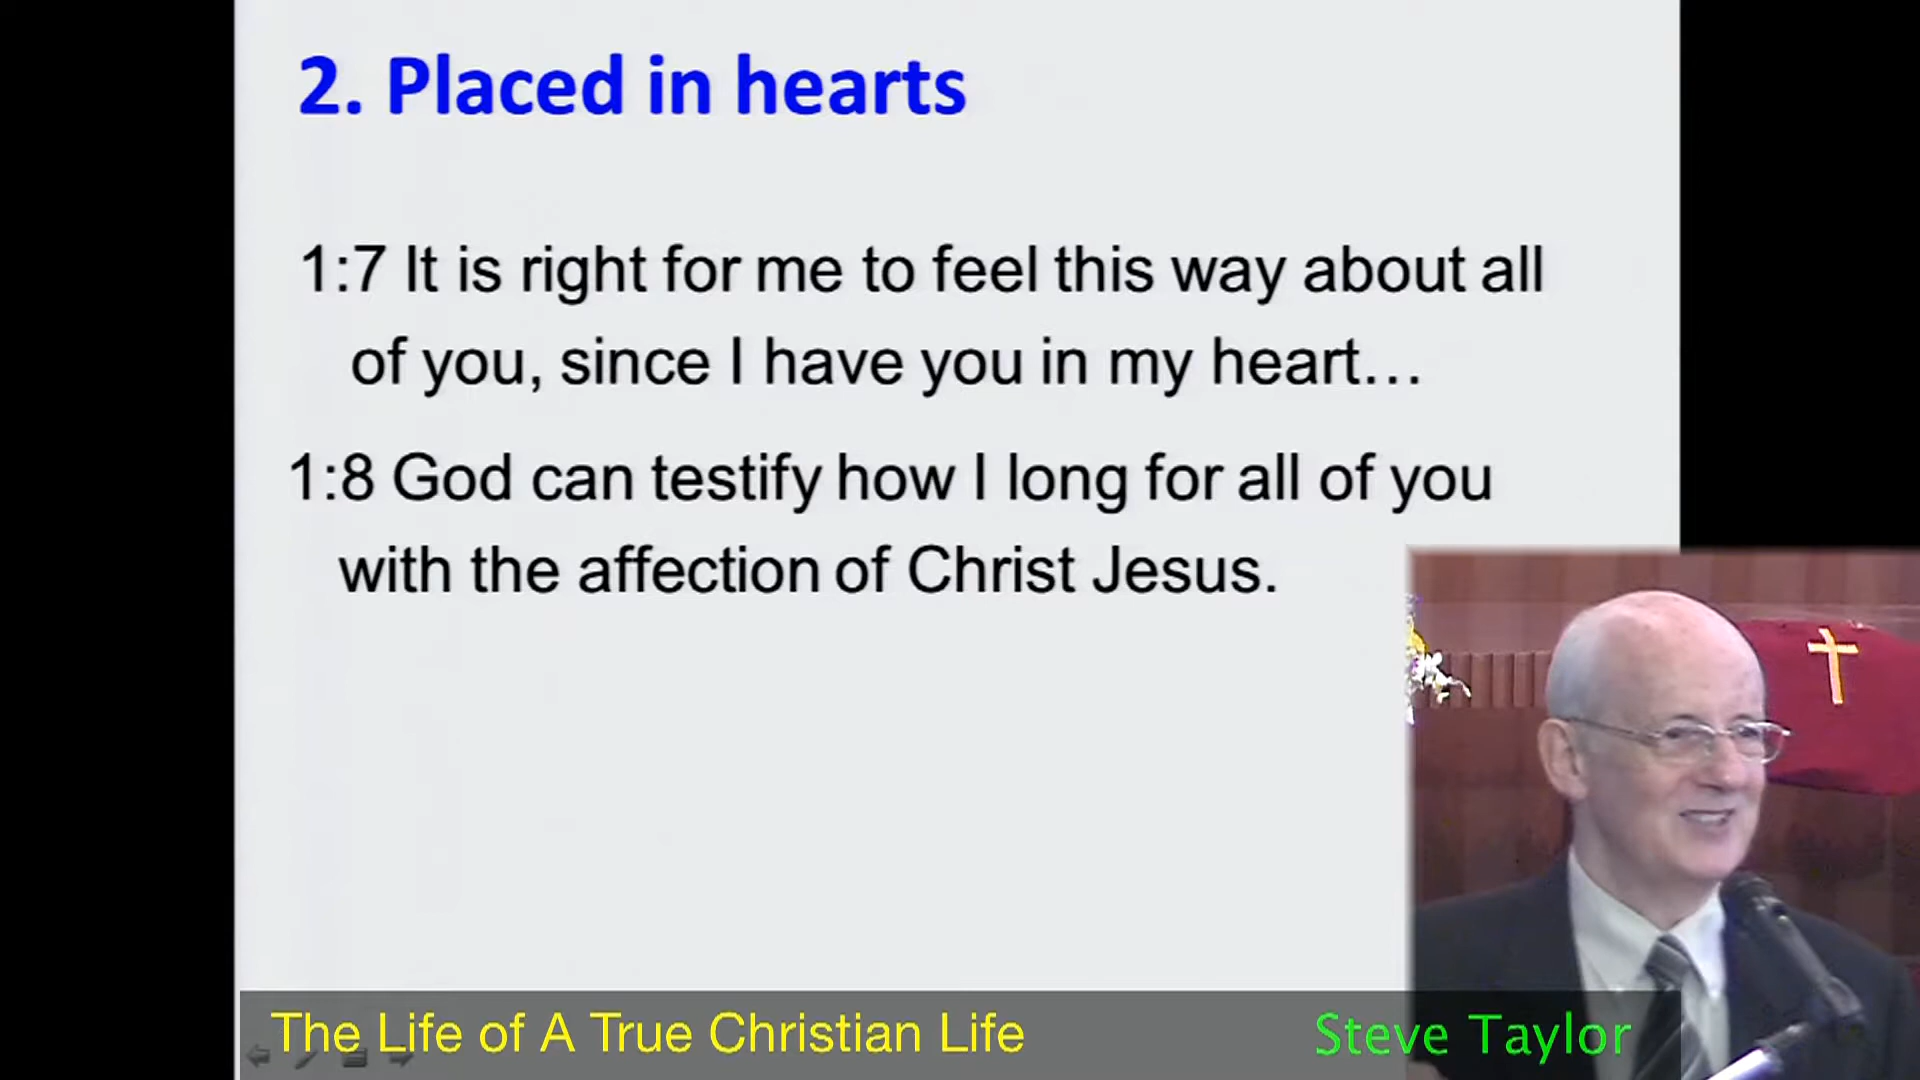 2. Placed in hearts
1:7 It is right for me to feel this way about all
of you, since I have you in my heart…
1:8 God can testify how I long for all of you
with the affection of Christ Jesus.
The Life of A True Christian Life
Steve Taylor